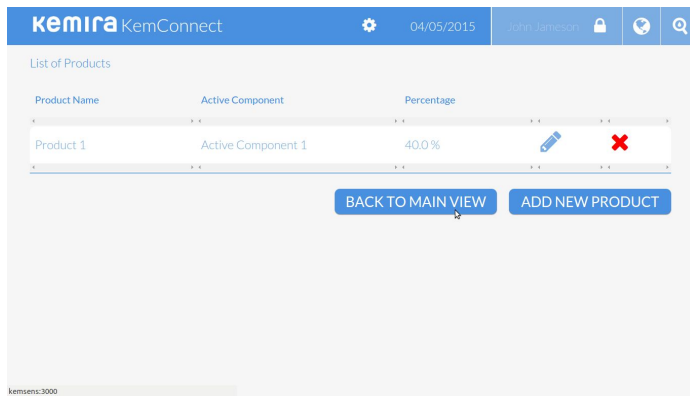 kemira KemConnect 04/05/2015 John Jameson
List of Products
Product Name Active Component Percentage
Product 1 Active Component 1 40.0 %
BACK TO MAIN VIEW ADD NEW PRODUCT
kemsens:3000